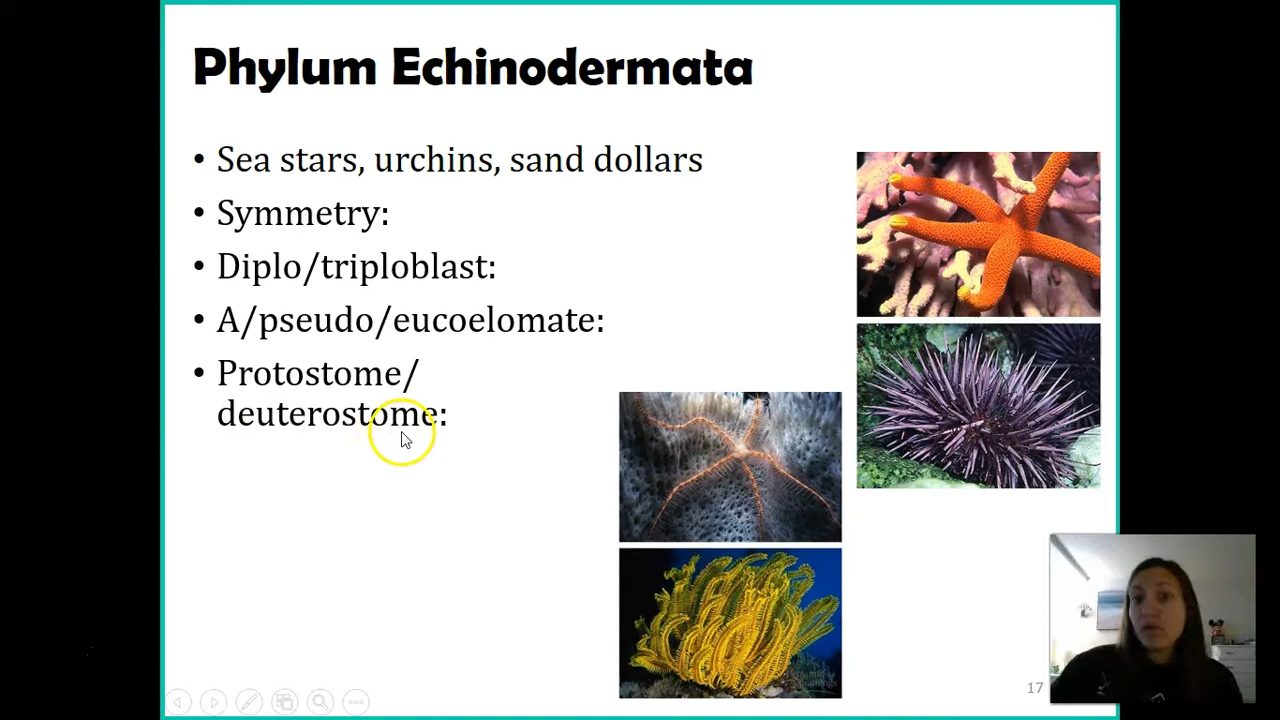 Phylum Echinodermata
• Sea stars, urchins, sand dollars
• Symmetry:
• Diplo/triploblast:
• A/pseudo/eucoelomate:
• Protostome/
deuterostome:
17